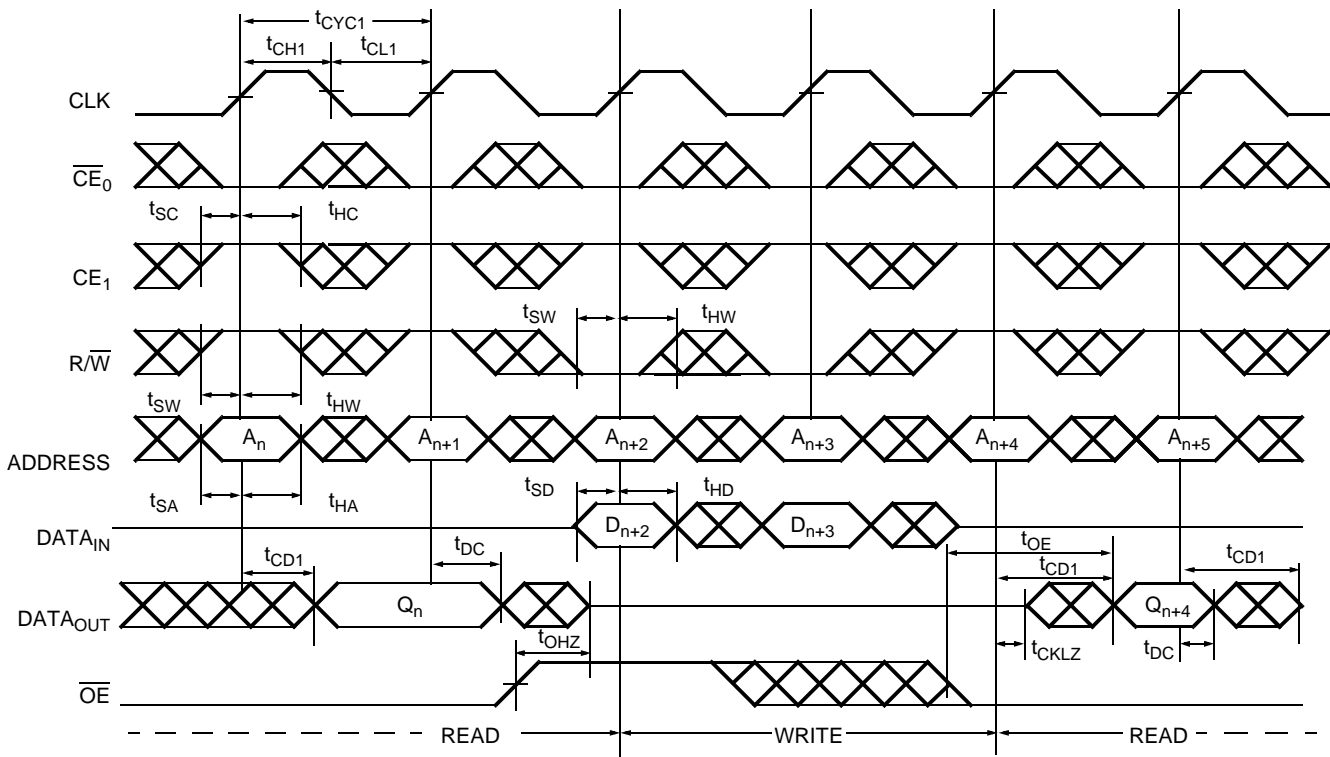 tCYC1
tCH1 tCL1
CLK
CE0
tSC tHC
CE1
tSW tHW
R/W
tSW tHW
An An+1 An+2 An+3 An+4 An+5
ADDRESS
tSA tHA tSD tHD
DATAIN Dn+2 Dn+3
tOE
tCD1 tDC tCD1 tCD1
DATAOUT Qn Qn+4
tOHZ tCKLZ tDC
OE
READ WRITE READ